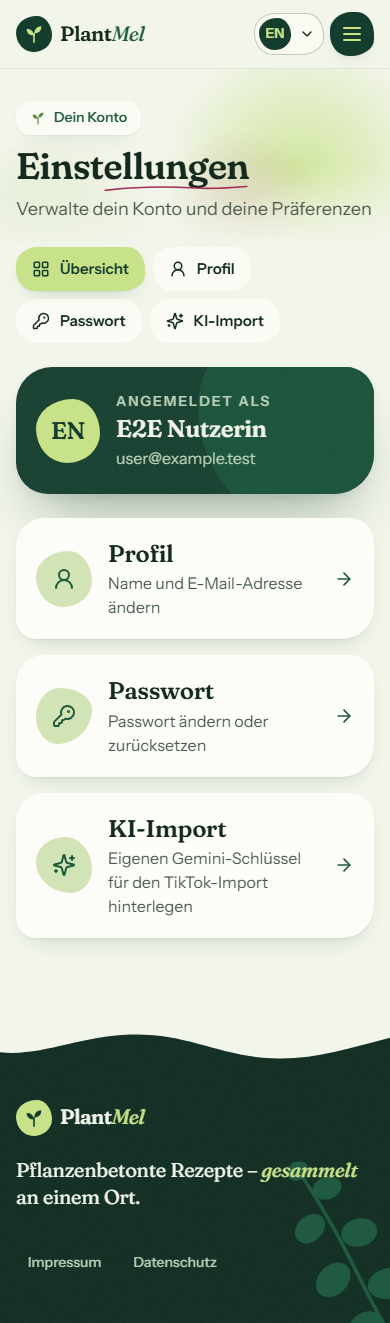 PlantMel
EN
Dein Konto
Einstellungen
Verwalte dein Konto und deine Präferenzen
Übersicht
Profil
Passwort
KI-Import
EN
ANGEMELDET ALS
E2E Nutzerin
user@example.test
Profil
Name und E-Mail-Adresse
ändern
Passwort
Passwort ändern oder
zurücksetzen
KI-Import
Eigenen Gemini-Schlüssel
für den TikTok-Import
hinterlegen
PlantMel
Pflanzenbetonte Rezepte – gesammelt
an einem Ort.
Impressum
Datenschutz